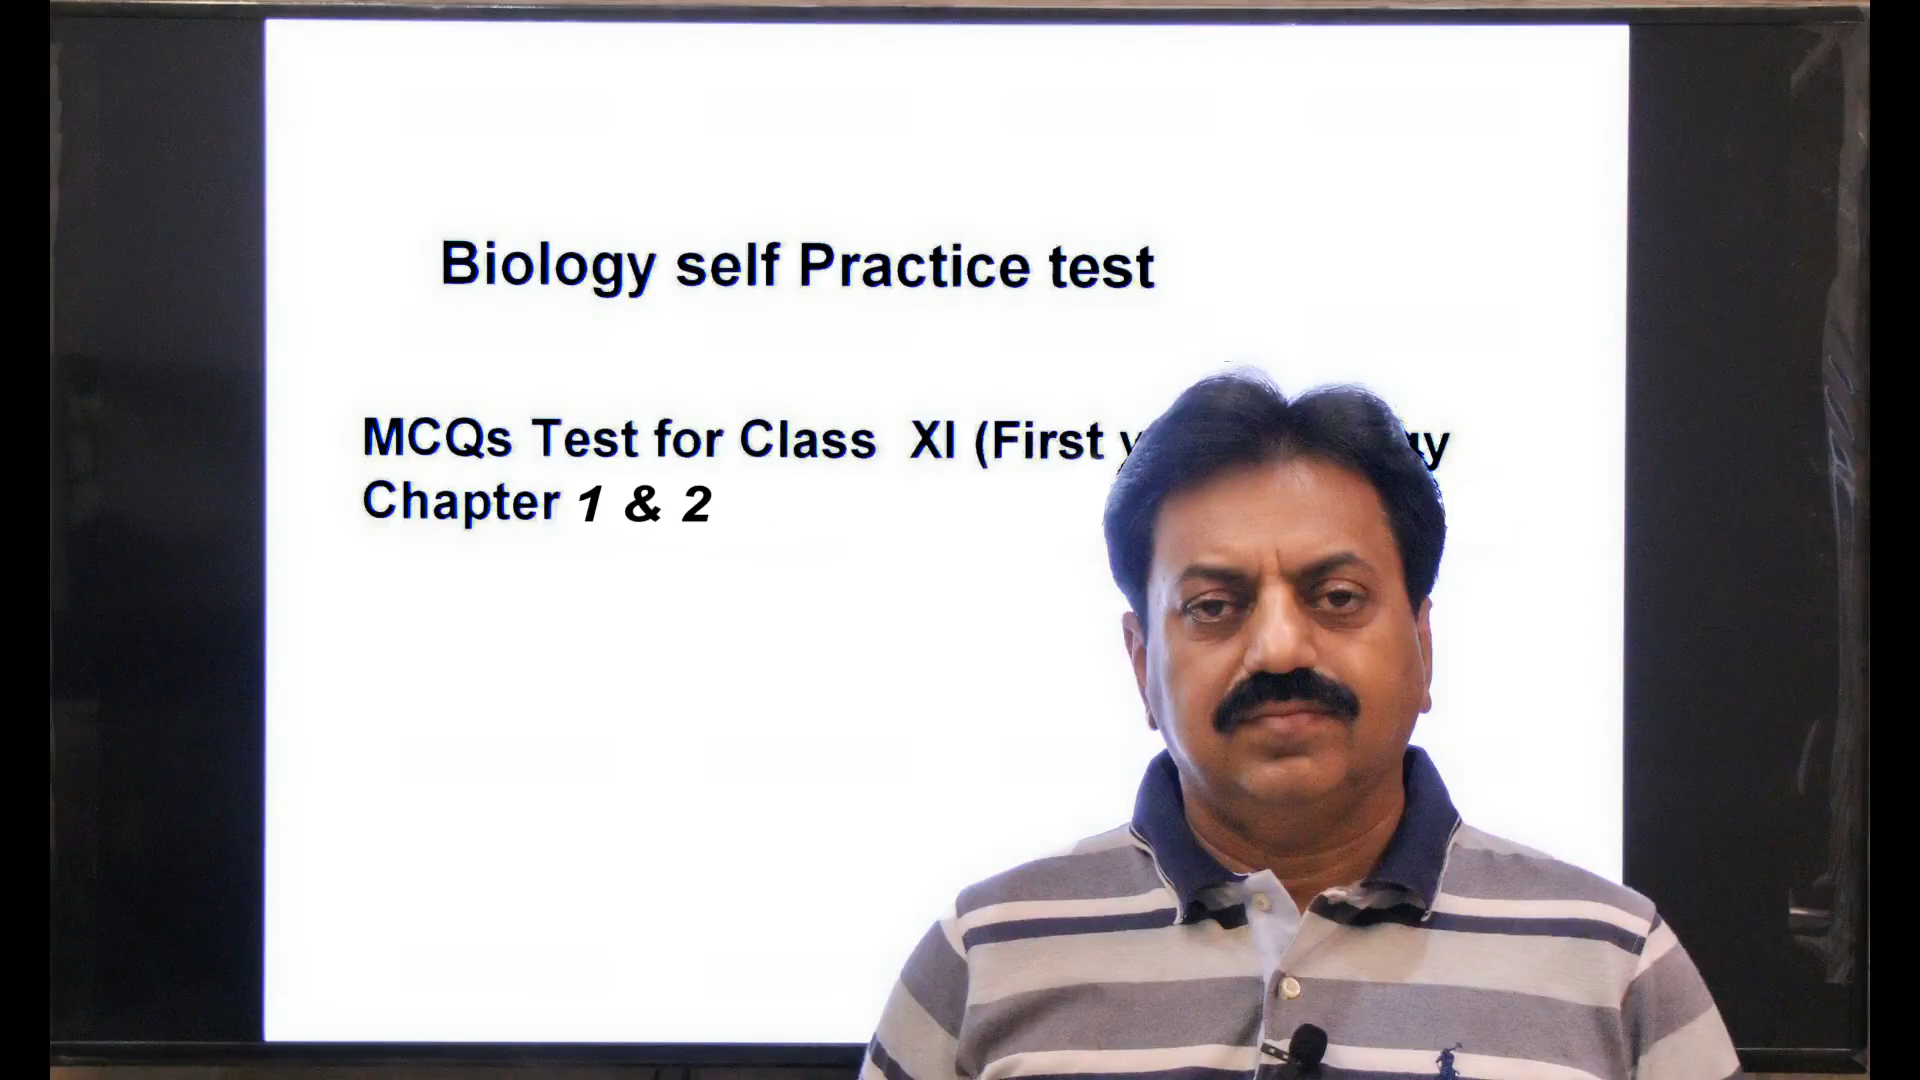 Biology self Practice test
MCQs Test for Class XI (First
Chapter 1 & 2